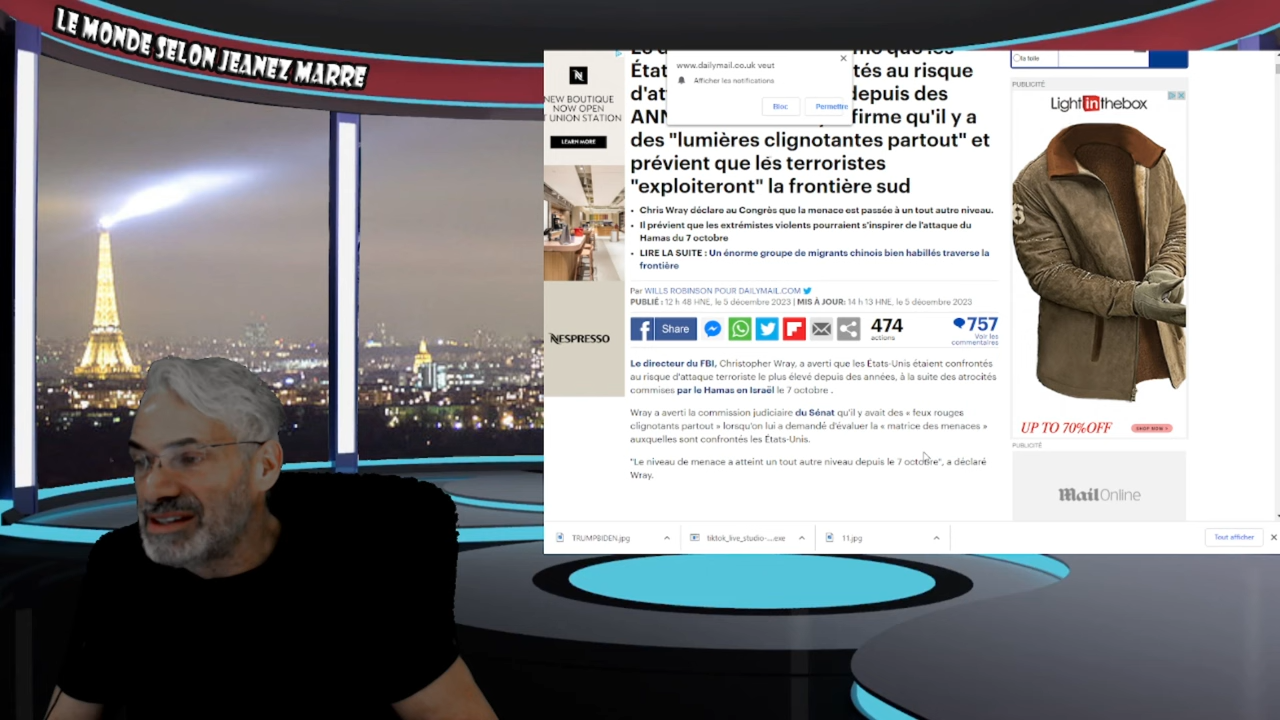 LE MONDE SELON JEANEZ MARRE
NEW BOUTIQUE
NOW OPEN
T UNION STATION
LEARN MORE
NESPRESSO
www.dailymail.co.uk veut
Afficher les notifications
Bloc
Permettre
me que les
État
tés au risque
d'at
depuis des
ANN
firme qu'il y a
des "lumières clignotantes partout" et
prévient que lés terroristes
"exploiteront" la frontière sud
• Chris Wray déclare au Congrès que la menace est passée à un tout autre niveau.
• Il prévient que les extrémistes violents pourraient s'inspirer de l'attaque du
Hamas du 7 octobre
• LIRE LA SUITE : Un énorme groupe de migrants chinois bien habillés traverse la
frontière
Par WILLS ROBINSON POUR DAILYMAIL.COM
PUBLIÉ : 12 h 48 HNE, le 5 décembre 2023 | MIS À JOUR: 14 h 13 HNE, le 5 décembre 2023
Share
474
actions
757
Voir les
commentaires
Le directeur du FBI, Christopher Wray, a averti que les États-Unis étaient confrontés
au risque d'attaque terroriste le plus élevé depuis des années, à la suite des atrocités
commises par le Hamas en Israël le 7 octobre .
Wray a averti la commission judiciaire du Sénat qu'il y avait des « feux rouges
clignotants partout » lorsqu'on lui a demandé d'évaluer la « matrice des menaces »
auxquelles sont confrontés les États-Unis.
"Le niveau de menace a atteint un tout autre niveau depuis le 7 octobre", a déclaré
Wray.
la toile
PUBLICITÉ
Light in the box
UP TO 70% OFF
SHOP NOW >
PUBLICITÉ
Mail Online
TRUMPBIDEN.jpg
tiktok_live_studio-....exe
11.jpg
Tout afficher